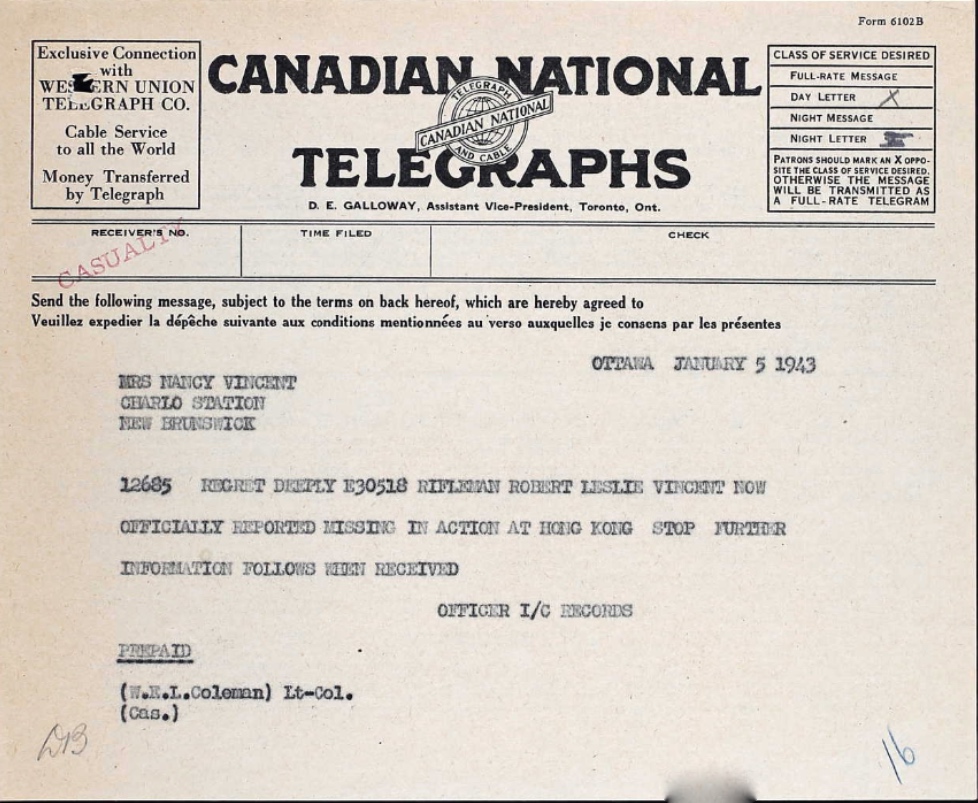 Form 6102B
Exclusive Connection
with
WESTERN UNION
TELEGRAPH CO.
Cable Service
to all the World
Money Transferred
by Telegraph
CANADIAN NATIONAL
TELEGRAPH
CANADIAN NATIONAL
AND CABLE
TELEGRAPHS
D. E. GALLOWAY, Assistant Vice-President, Toronto, Ont.
CLASS OF SERVICE DESIRED
FULL-RATE MESSAGE
DAY LETTER X
NIGHT MESSAGE
NIGHT LETTER
PATRONS SHOULD MARK AN X OPPO-
SITE THE CLASS OF SERVICE DESIRED.
OTHERWISE THE MESSAGE
WILL BE TRANSMITTED AS
A FULL-RATE TELEGRAM
RECEIVER'S NO.
TIME FILED
CHECK
CASUALTY
Send the following message, subject to the terms on back hereof, which are hereby agreed to
Veuillez expedier la dépêche suivante aux conditions mentionnées au verso auxquelles je consens par les présentes
OTTAWA JANUARY 5 1943
MRS NANCY VINCENT
CHARLO STATION
NEW BRUNSWICK
12685 REGRET DEEPLY E30518 RIFLEMAN ROBERT LESLIE VINCENT NOW
OFFICIALLY REPORTED MISSING IN ACTION AT HONG KONG STOP FURTHER
INFORMATION FOLLOWS WHEN RECEIVED
OFFICER I/C RECORDS
PREPAID
(W.E.L.Coleman) Lt-Col.
(Cas.)
16